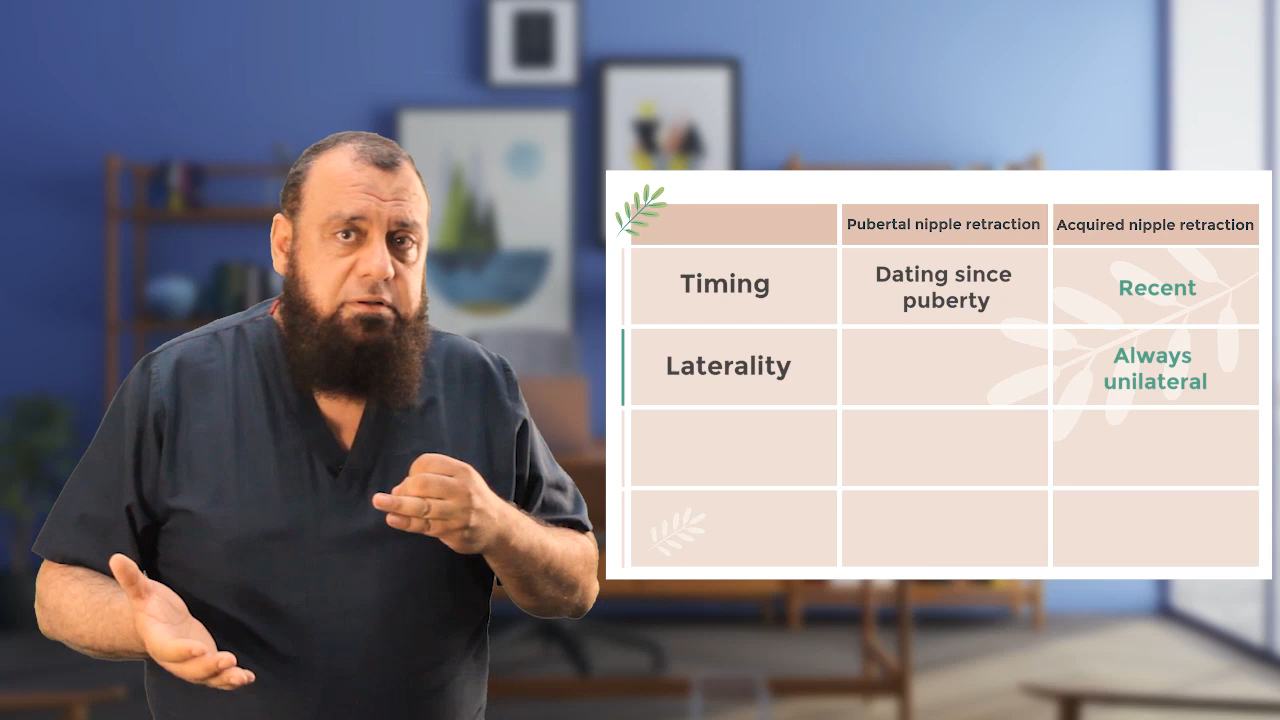 Pubertal nipple retraction
Acquired nipple retraction
Timing
Dating since
puberty
Recent
Laterality
Always
unilateral